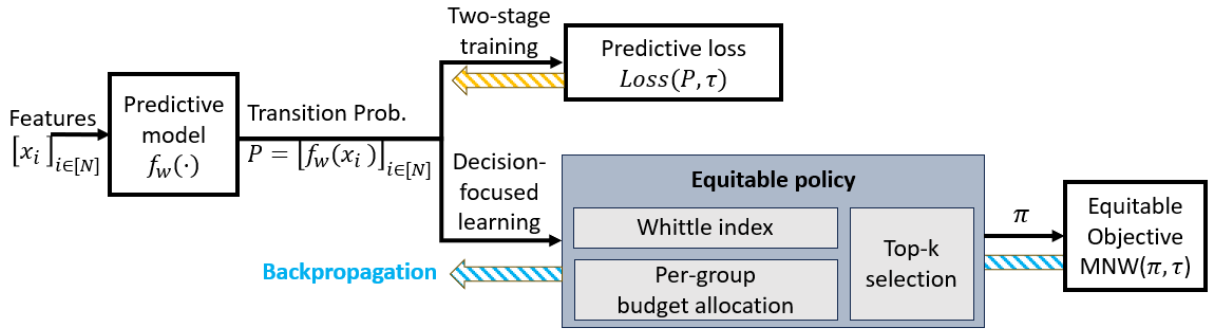 Features
[x_i]_{i∈[N]}
Predictive
model
f_w(·)
Transition Prob.
P = [f_w(x_i)]_{i∈[N]}
Two-stage
training
Predictive loss
Loss(P, τ)
Decision-
focused
learning
Backpropagation
Equitable policy
Whittle index
Per-group
budget allocation
Top-k
selection
π
Equitable
Objective
MNW(π, τ)